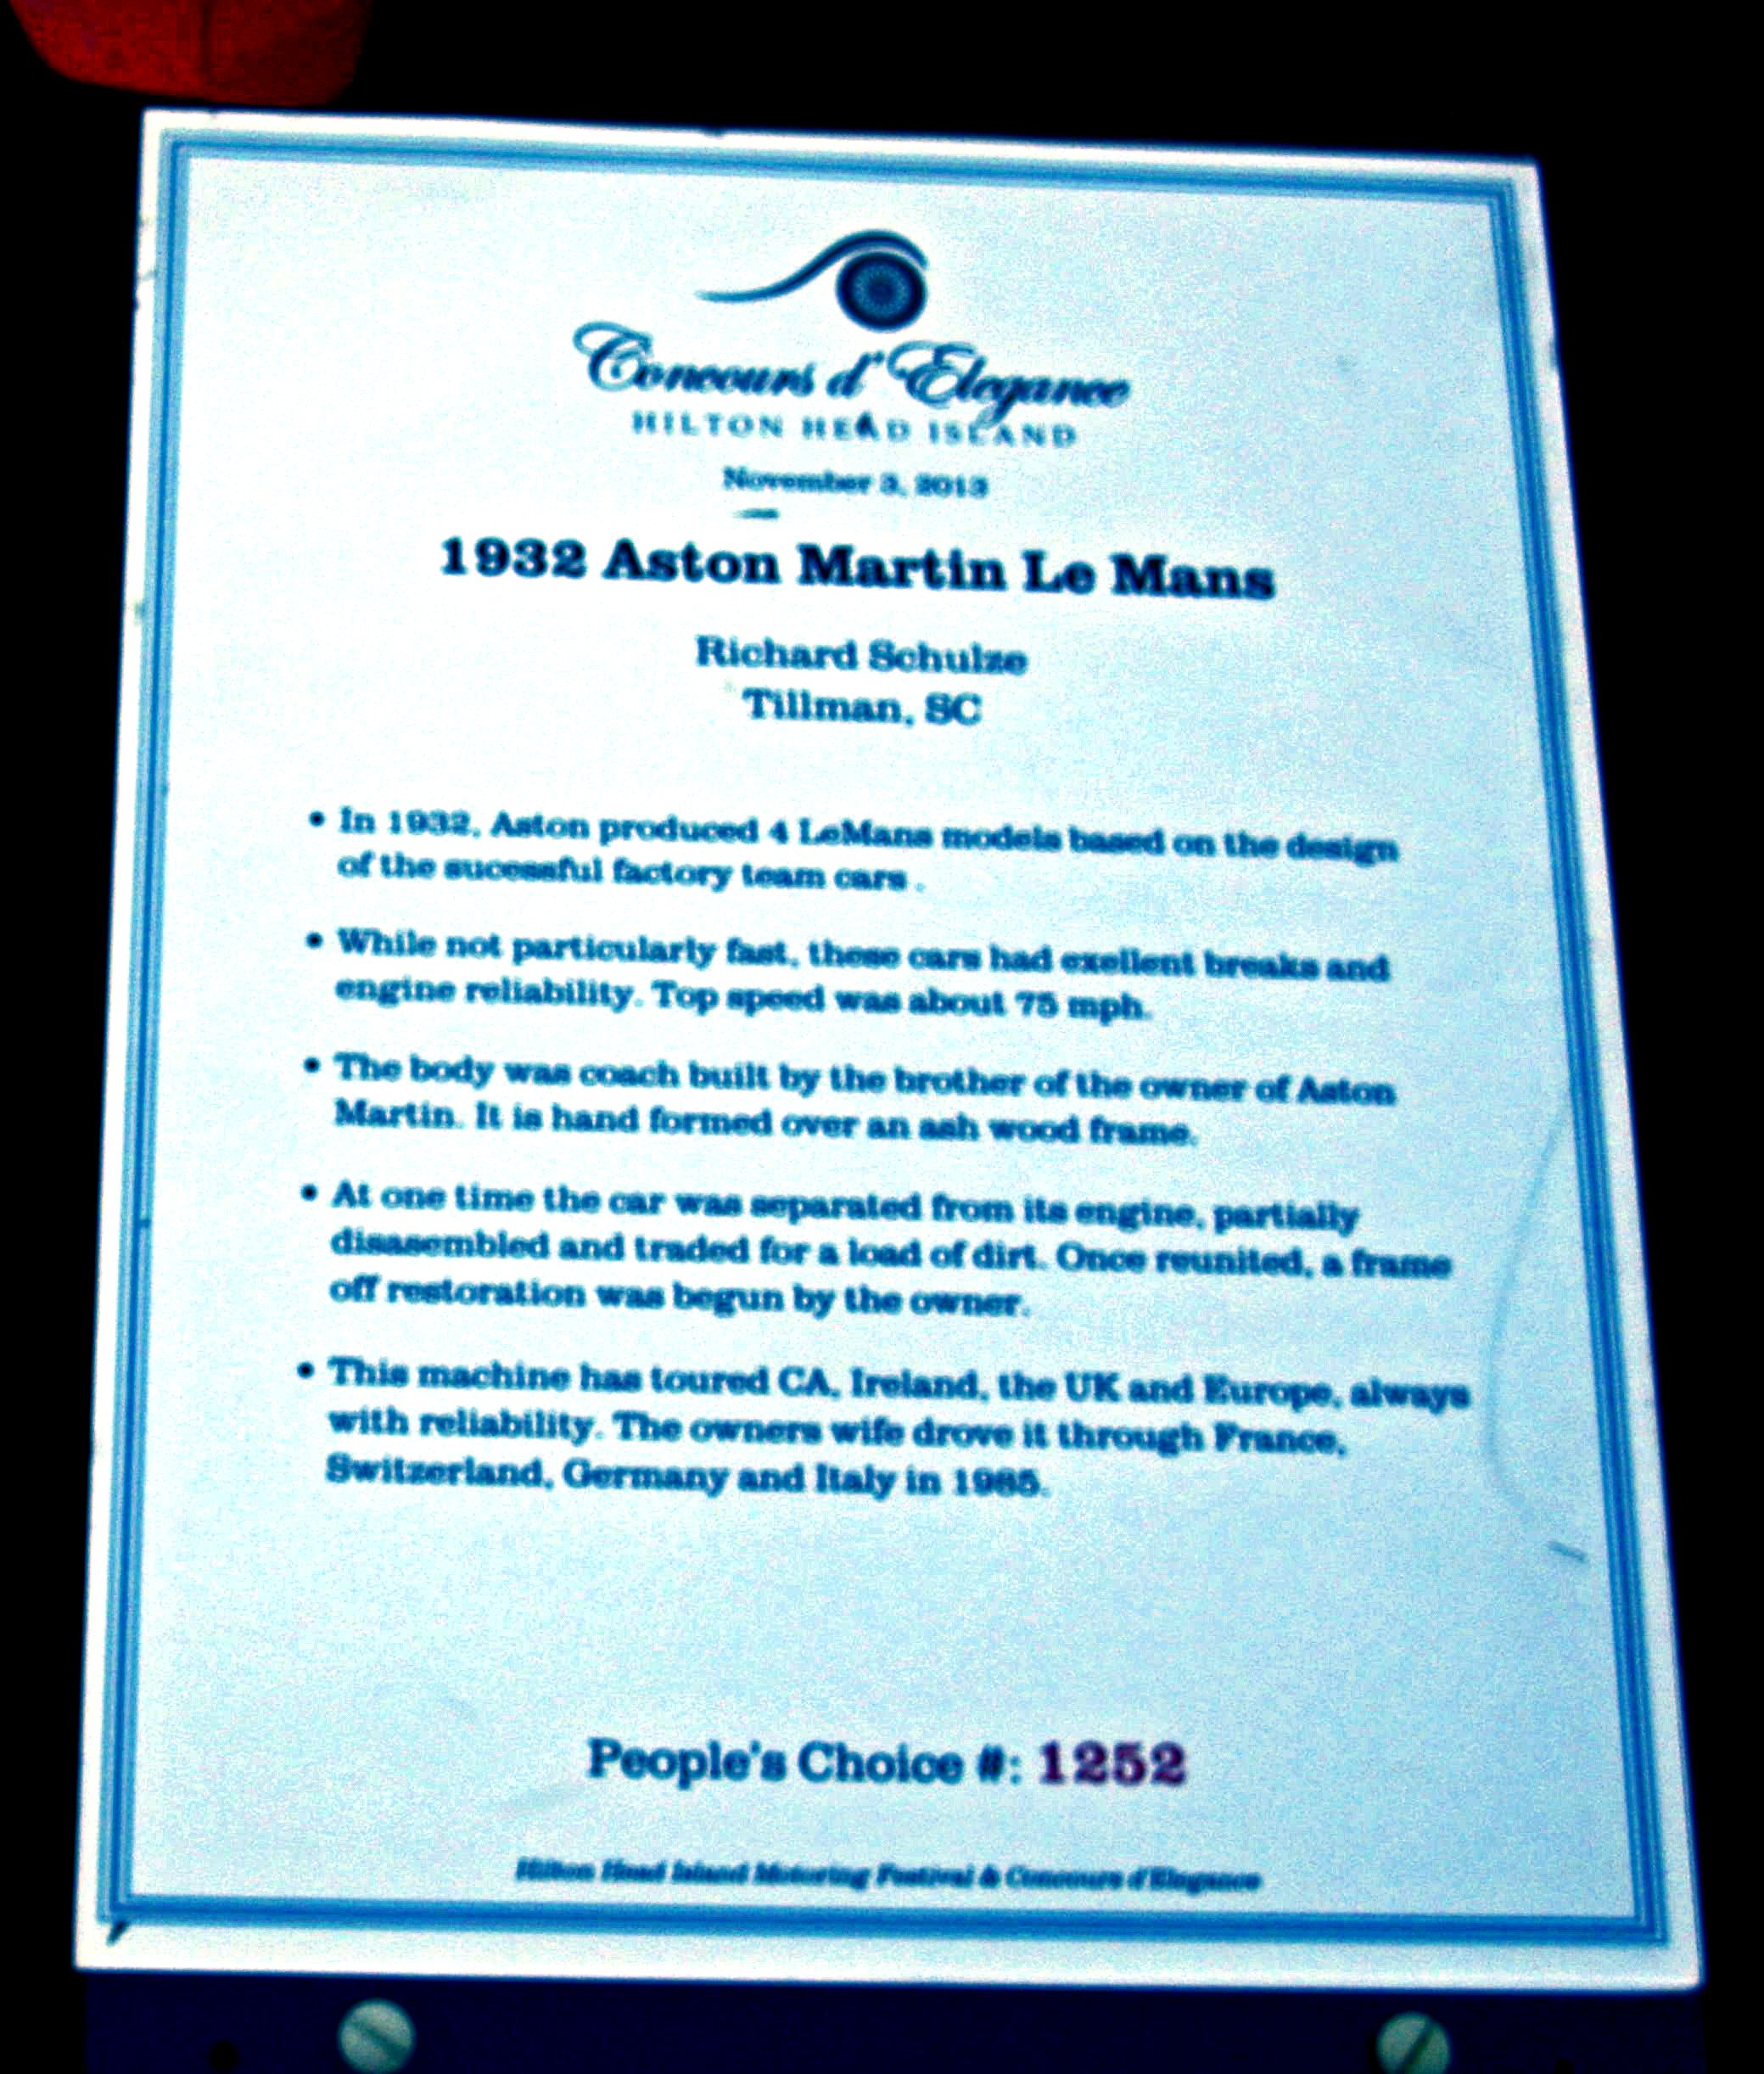 Concours d'Elegance
HILTON HEAD ISLAND
November 3, 2013
1932 Aston Martin Le Mans
Richard Schulze
Tillman, SC
• In 1932, Aston produced 4 LeMans models based on the design
of the sucessful factory team cars .
• While not particularly fast, these cars had exellent breaks and
engine reliability. Top speed was about 75 mph.
• The body was coach built by the brother of the owner of Aston
Martin. It is hand formed over an ash wood frame.
• At one time the car was separated from its engine, partially
disasembled and traded for a load of dirt. Once reunited, a frame
off restoration was begun by the owner.
• This machine has toured CA, Ireland, the UK and Europe, always
with reliability. The owners wife drove it through France,
Switzerland, Germany and Italy in 1985.
People's Choice #: 1252
Hilton Head Island Motoring Festival & Concours d'Elegance